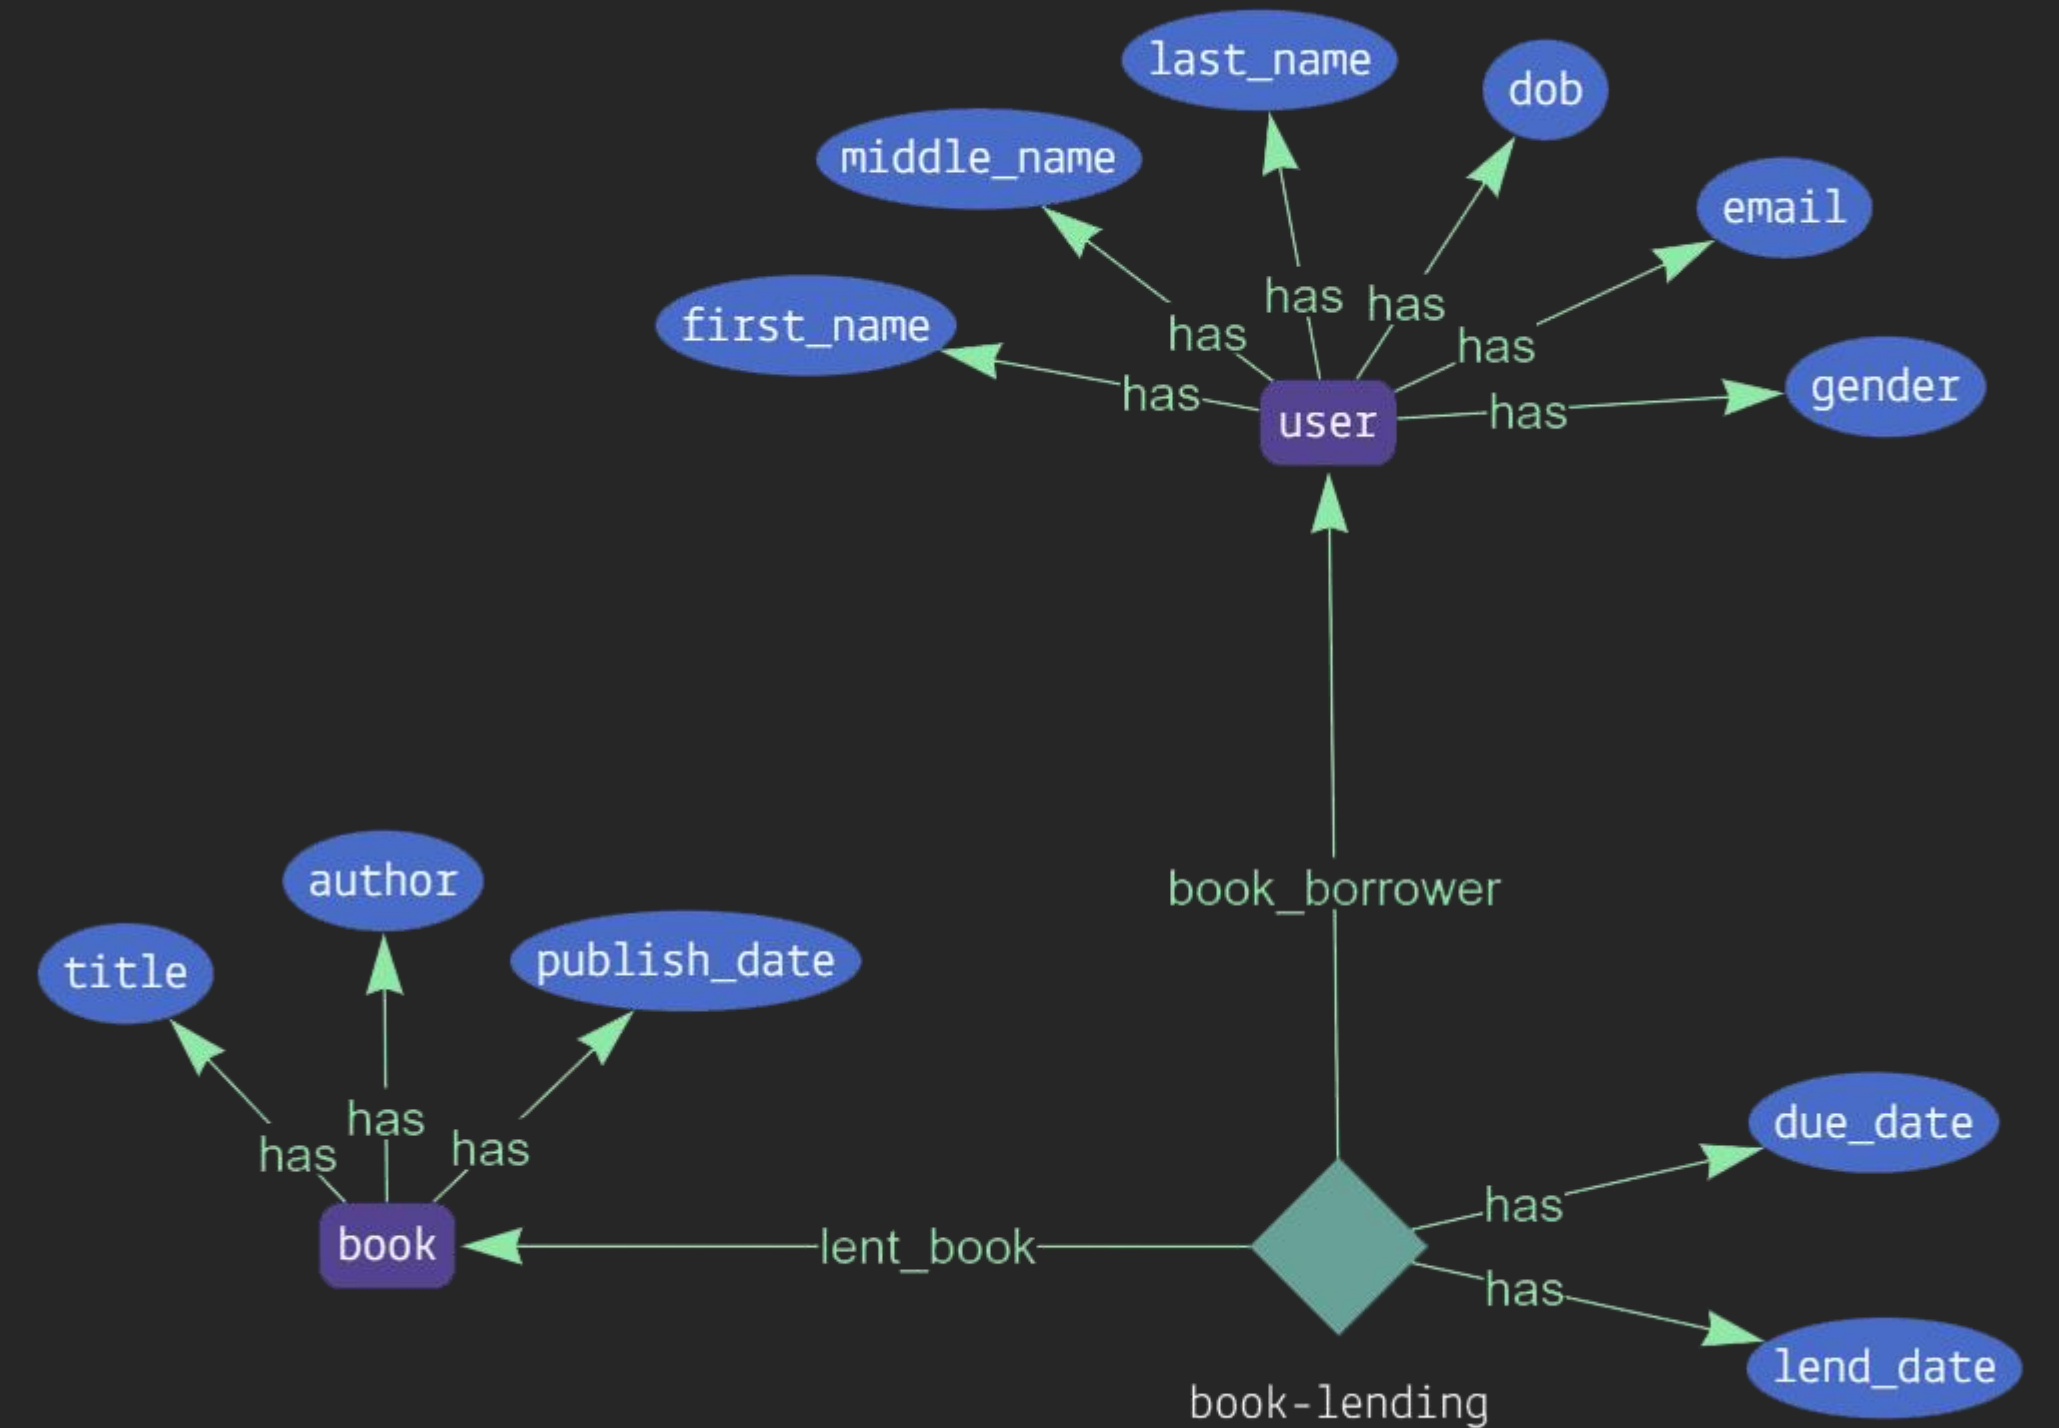 last_name
dob
middle_name
email
first_name
gender
has
has
has
has
has
has
user
book_borrower
author
title
publish_date
has
has
has
book
lent_book
due_date
has
has
lend_date
book-lending